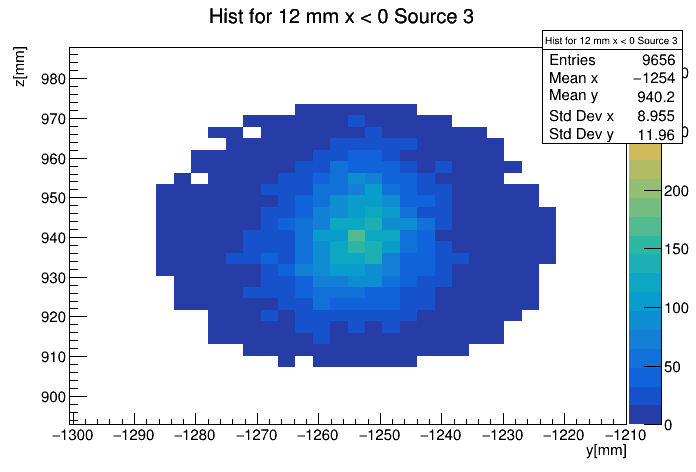 Hist for 12 mm x < 0 Source 3
Hist for 12 mm x < 0 Source 3
Entries 9656
Mean x −1254
Mean y 940.2
Std Dev x 8.955
Std Dev y 11.96
z[mm]
980
970
960
950
940
930
920
910
900
−1300 −1290 −1280 −1270 −1260 −1250 −1240 −1230 −1220 −1210
y[mm]
200
150
100
50
0